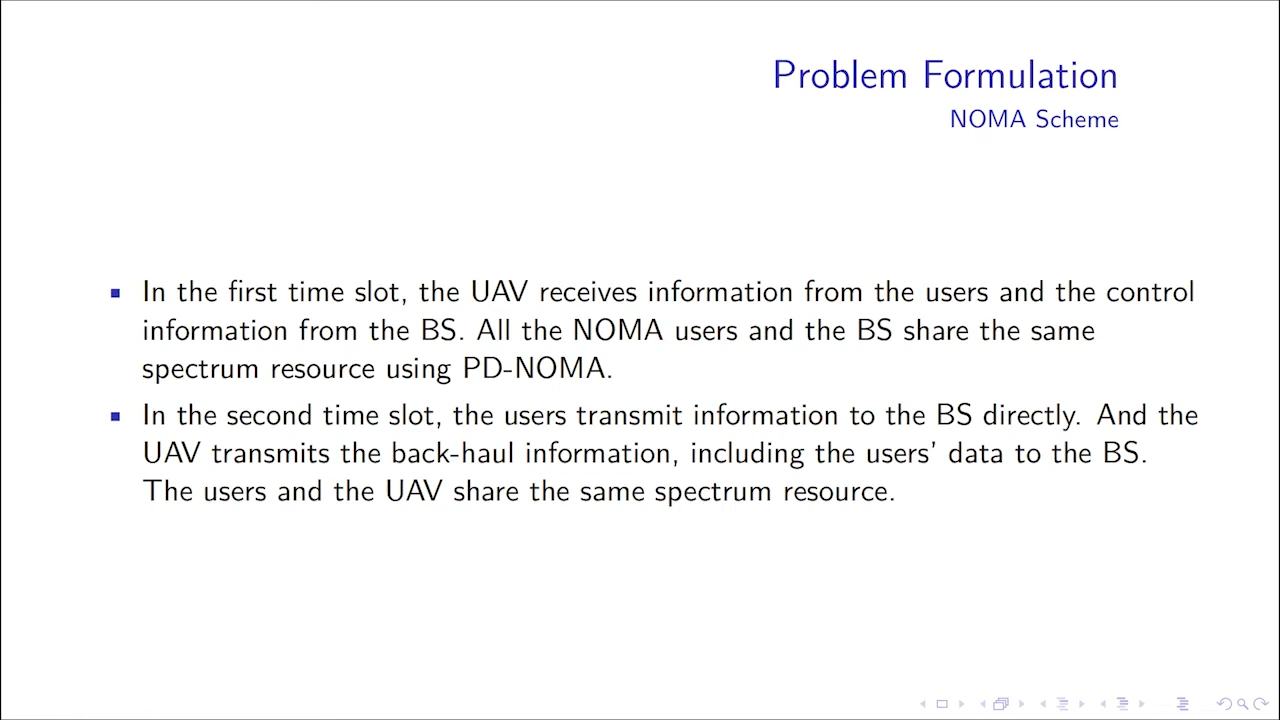 Problem Formulation
NOMA Scheme
In the first time slot, the UAV receives information from the users and the control
information from the BS. All the NOMA users and the BS share the same
spectrum resource using PD-NOMA.
In the second time slot, the users transmit information to the BS directly. And the
UAV transmits the back-haul information, including the users' data to the BS.
The users and the UAV share the same spectrum resource.